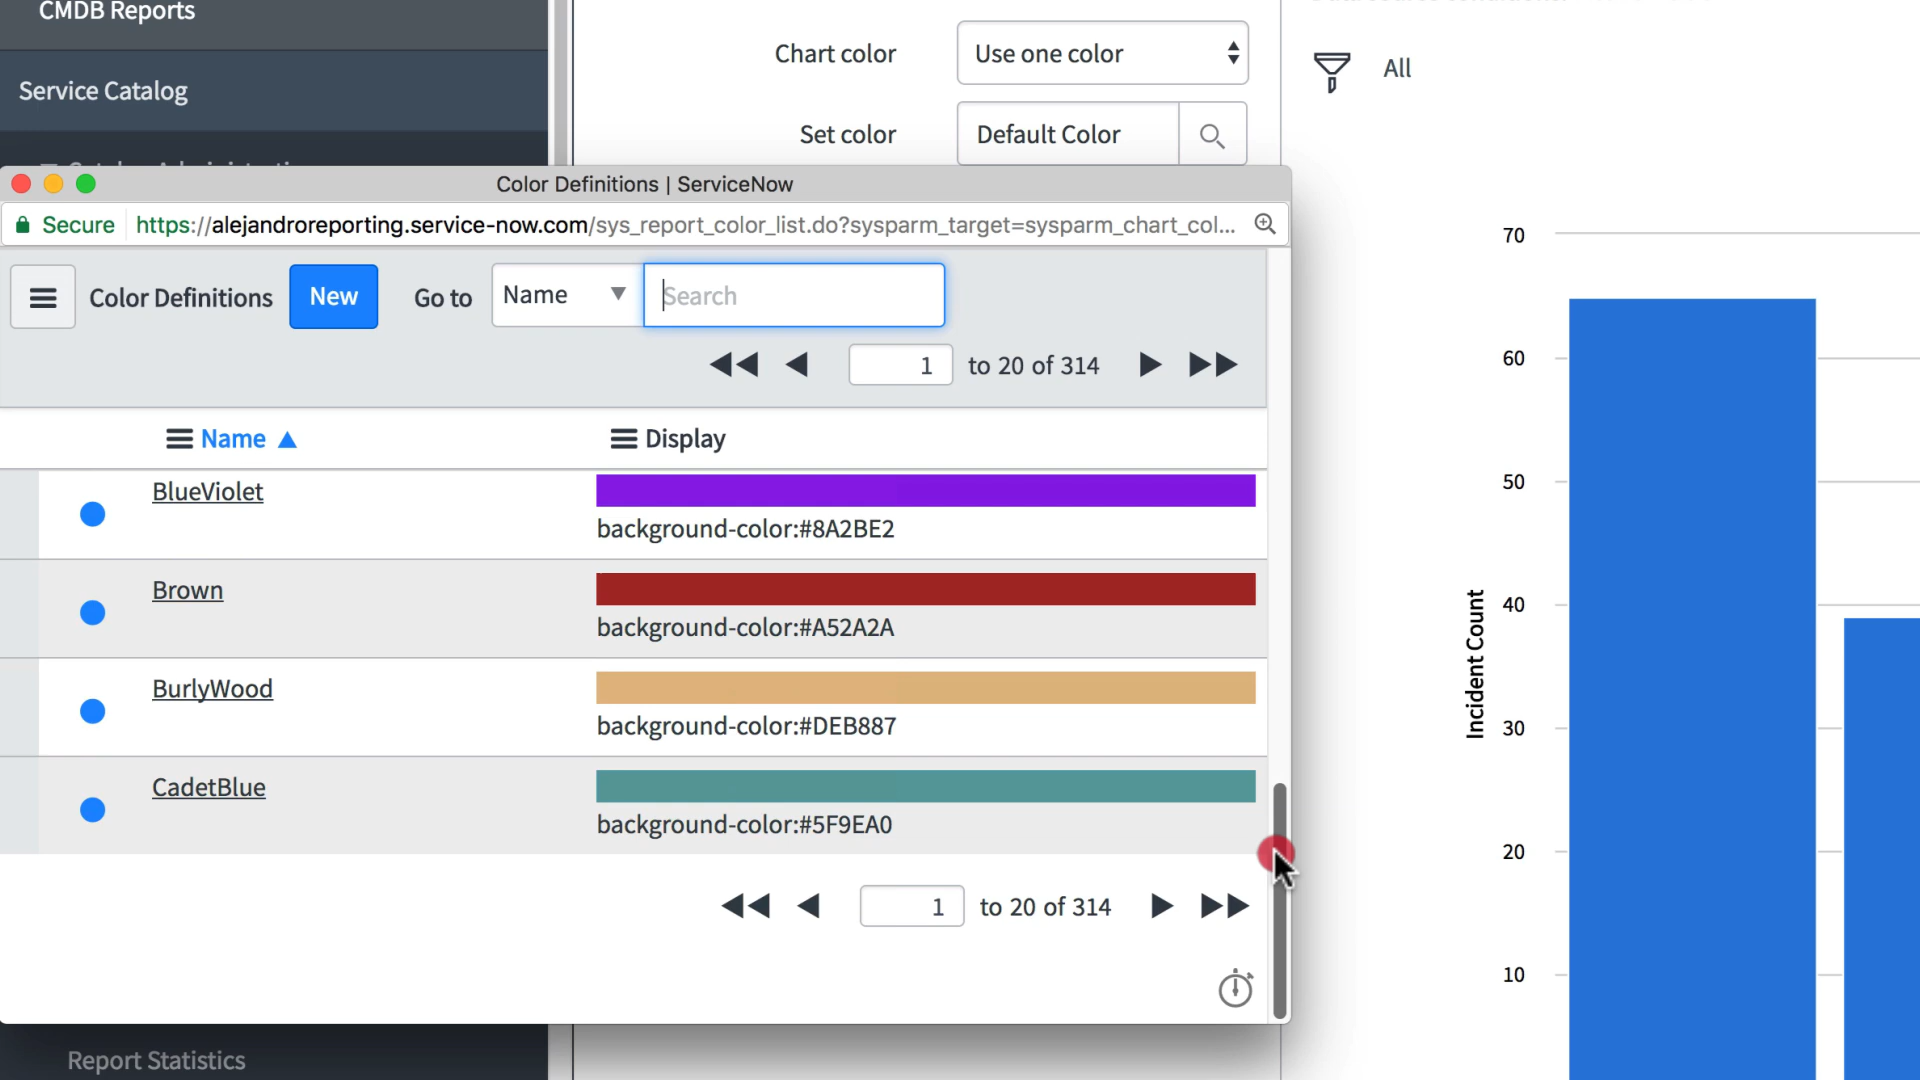 CMDB Reports
Service Catalog
Chart color
Use one color
Set color
Default Color
All
Color Definitions | ServiceNow
Secure
https://alejandroreporting.service-now.com/sys_report_color_list.do?sysparm_target=sysparm_chart_col...
Color Definitions
New
Go to
Name
Search
1
to 20 of 314
Name
Display
BlueViolet
background-color:#8A2BE2
Brown
background-color:#A52A2A
BurlyWood
background-color:#DEB887
CadetBlue
background-color:#5F9EA0
1
to 20 of 314
Report Statistics
70
60
50
40
30
20
10
Incident Count